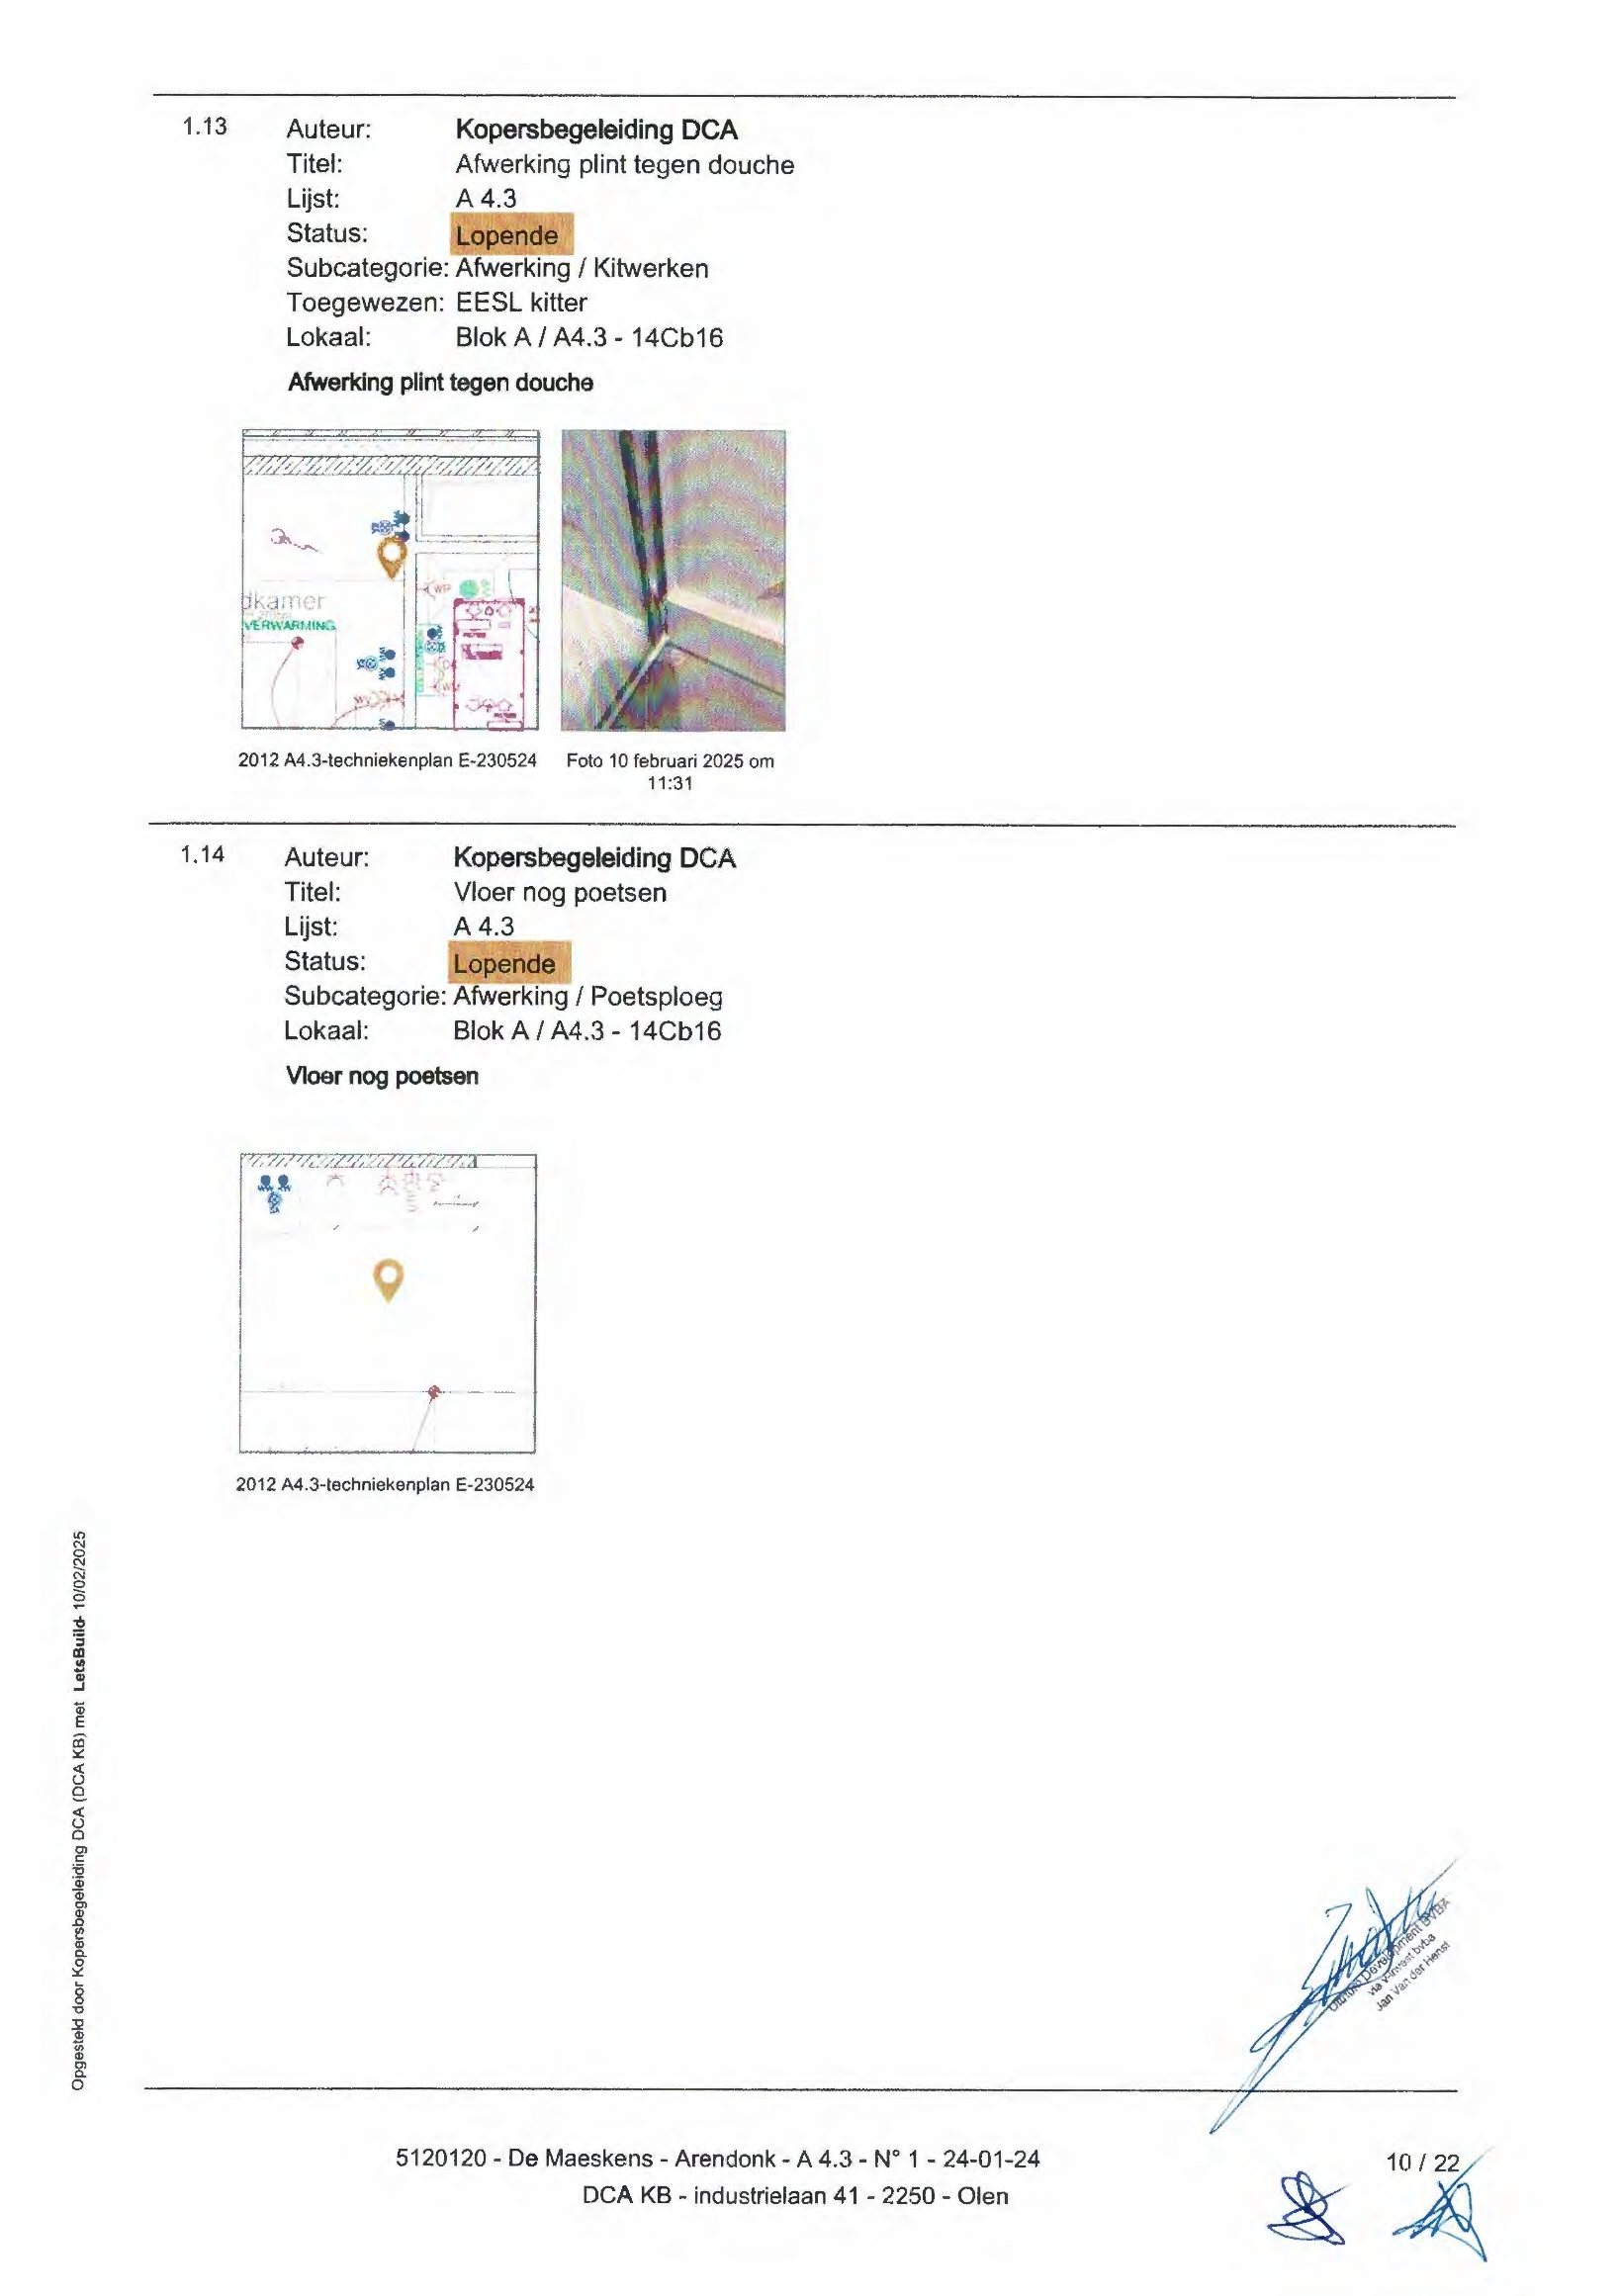 1.13
Auteur: Kopersbegeleiding DCA
Titel: Afwerking plint tegen douche
Lijst: A 4.3
Status: Lopende
Subcategorie: Afwerking / Kitwerken
Toegewezen: EESL kitter
Lokaal: Blok A / A4.3 - 14Cb16
Afwerking plint tegen douche
dkamer
VERWARMING
2012 A4.3-techniekenplan E-230524
Foto 10 februari 2025 om
11:31
1.14
Auteur: Kopersbegeleiding DCA
Titel: Vloer nog poetsen
Lijst: A 4.3
Status: Lopende
Subcategorie: Afwerking / Poetsploeg
Lokaal: Blok A / A4.3 - 14Cb16
Vloer nog poetsen
2012 A4.3-techniekenplan E-230524
Opgesteld door Kopersbegeleiding DCA (DCA KB) met LetsBuild- 10/02/2025
Development BVBA
via v-invest bvba
Jan Van der Henst
5120120 - De Maeskens - Arendonk - A 4.3 - N° 1 - 24-01-24
10 / 22
DCA KB - industrielaan 41 - 2250 - Olen